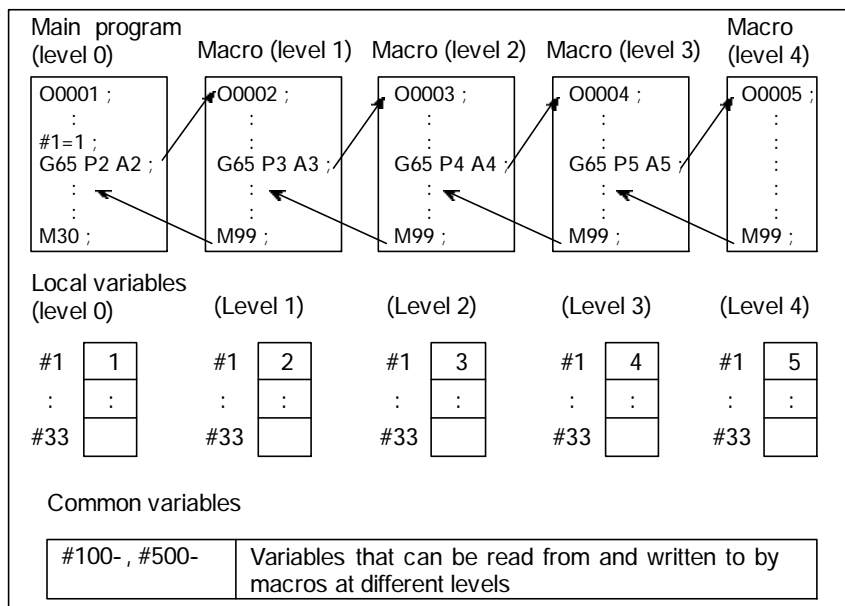 Main program
(level 0)
Macro (level 1)
Macro (level 2)
Macro (level 3)
Macro
(level 4)
O0001 ;
:
#1=1 ;
G65 P2 A2 ;
:
:
M30 ;
O0002 ;
:
:
G65 P3 A3 ;
:
:
M99 ;
O0003 ;
:
:
G65 P4 A4 ;
:
:
M99 ;
O0004 ;
:
:
G65 P5 A5 ;
:
:
M99 ;
O0005 ;
:
:
:
:
:
M99 ;
Local variables
(level 0)
(Level 1)
(Level 2)
(Level 3)
(Level 4)
#1 1 #1 2 #1 3 #1 4 #1 5
: : : : : : : : : :
#33 #33 #33 #33 #33
Common variables
#100- , #500- Variables that can be read from and written to by
macros at different levels